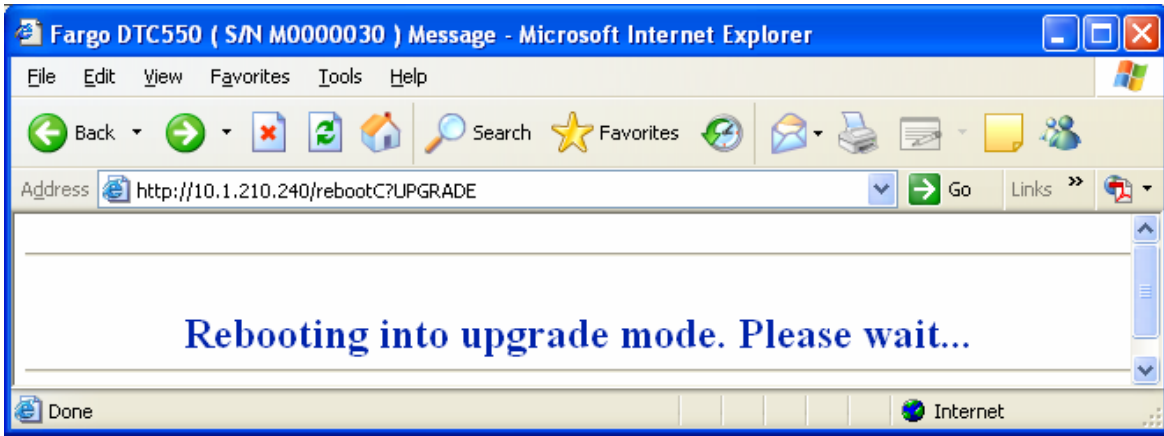 Fargo DTC550 ( S/N M0000030 ) Message - Microsoft Internet Explorer
File Edit View Favorites Tools Help
Back Search Favorites
Address http://10.1.210.240/rebootC?UPGRADE Go Links »
Rebooting into upgrade mode. Please wait...
Done Internet